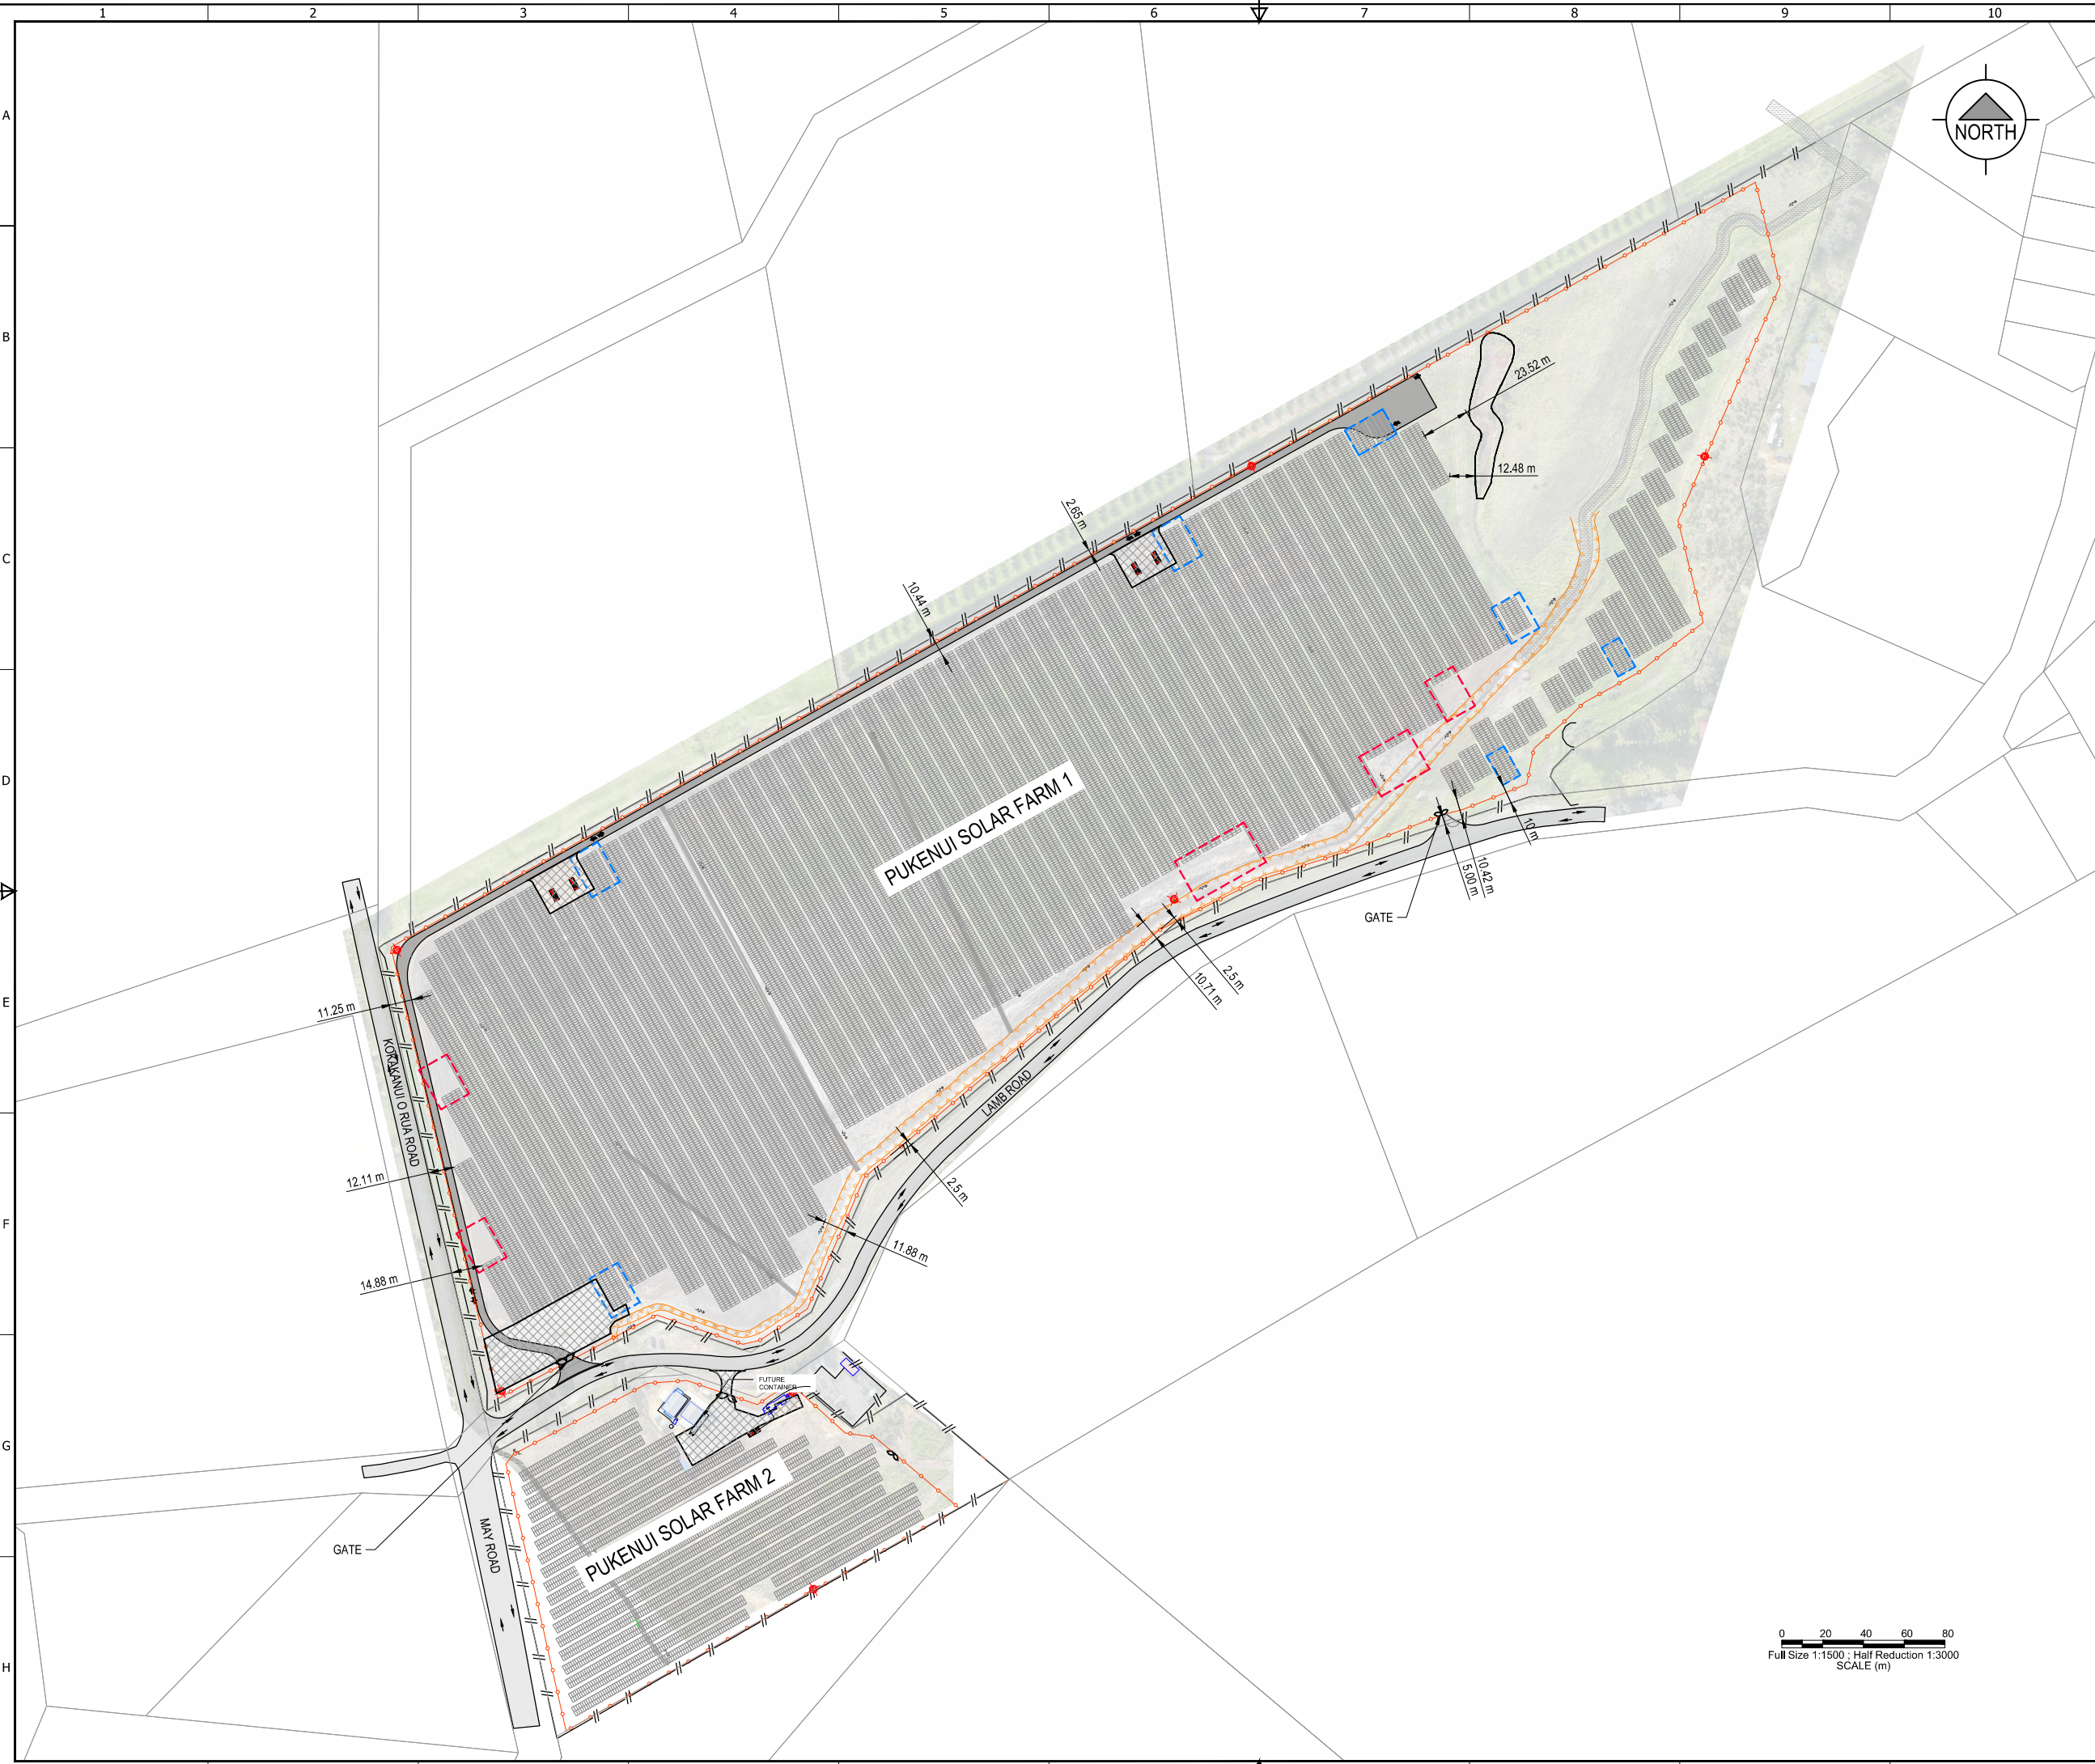 1
2
3
4
5
6
7
8
9
10
A
B
C
D
E
F
G
H
NORTH
23.52 m
12.48 m
2.65 m
10.44 m
PUKENUI SOLAR FARM 1
10 m
10.42 m
5.00 m
GATE
2.5 m
10.71 m
11.25 m
KOKAKANUI O RUA ROAD
LAMB ROAD
12.11 m
2.5 m
11.88 m
14.88 m
FUTURE
CONTAINER
PUKENUI SOLAR FARM 2
GATE
MAY ROAD
0 20 40 60 80
Full Size 1:1500 ; Half Reduction 1:3000
SCALE (m)